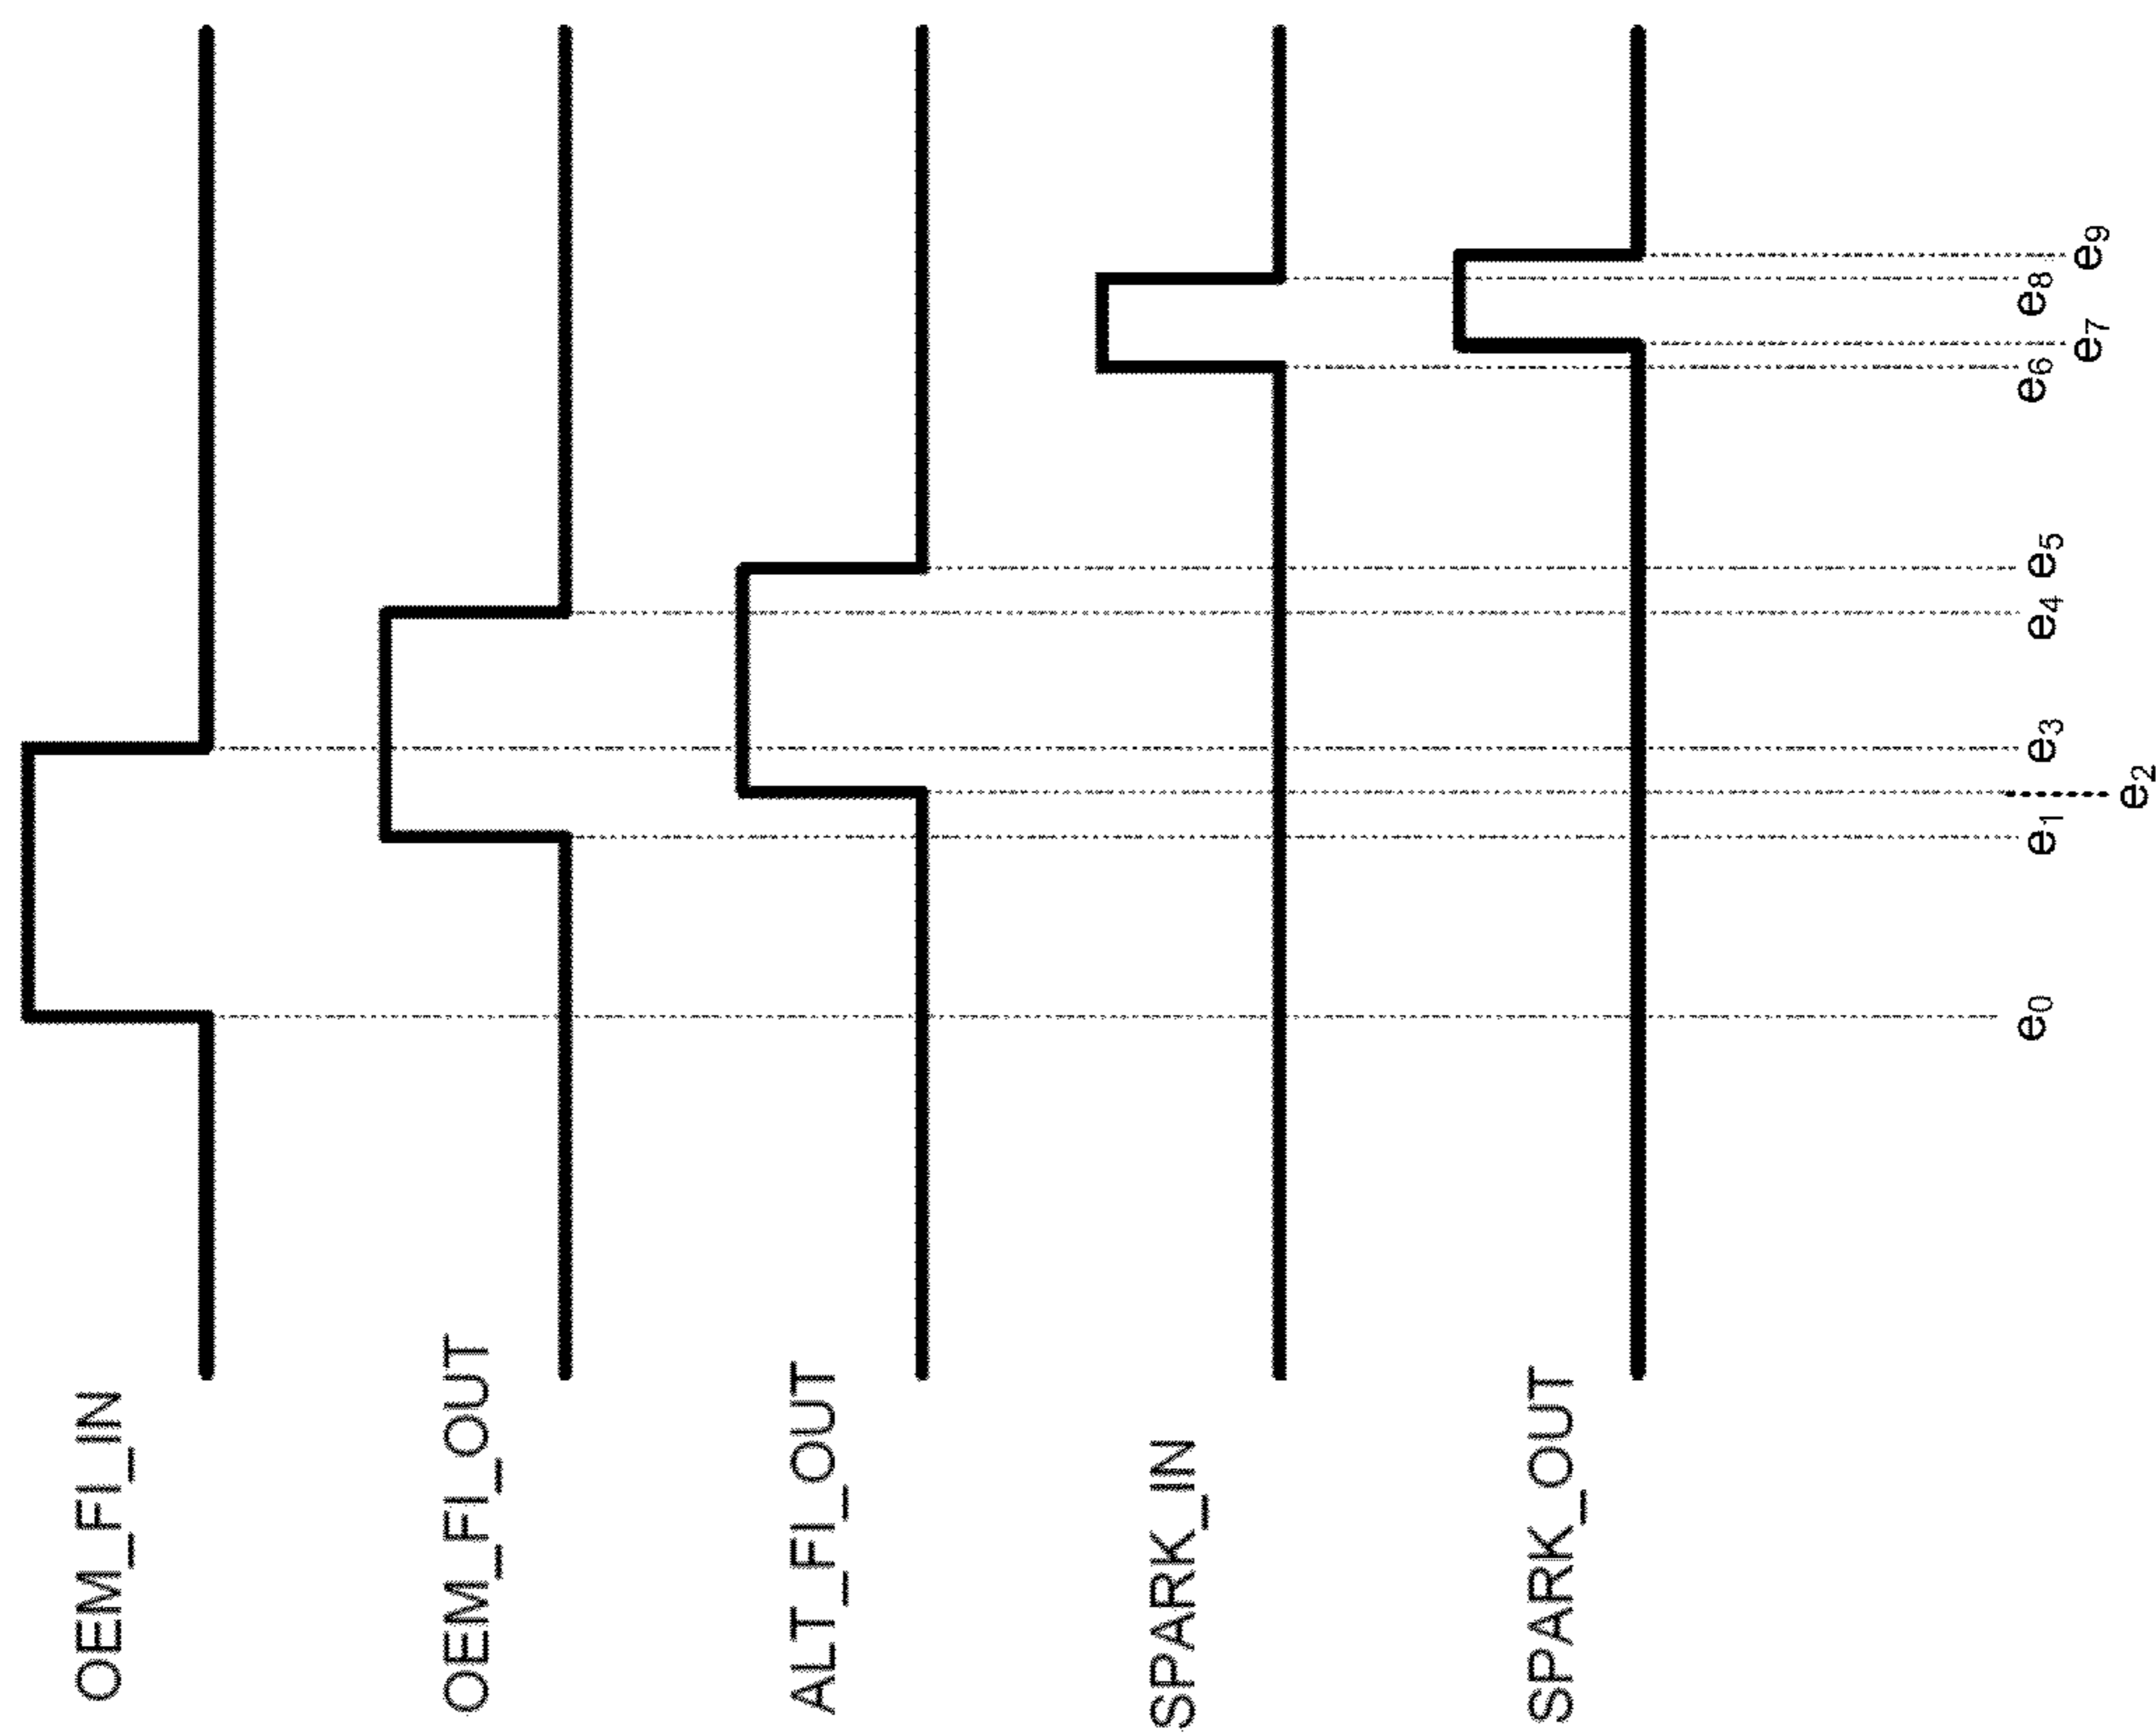 OEM_FI_IN
OEM_FI_OUT
ALT_FI_OUT
SPARK_IN
SPARK_OUT
e0
e1
e2
e3
e4
e5
e6
e7
e8
e9